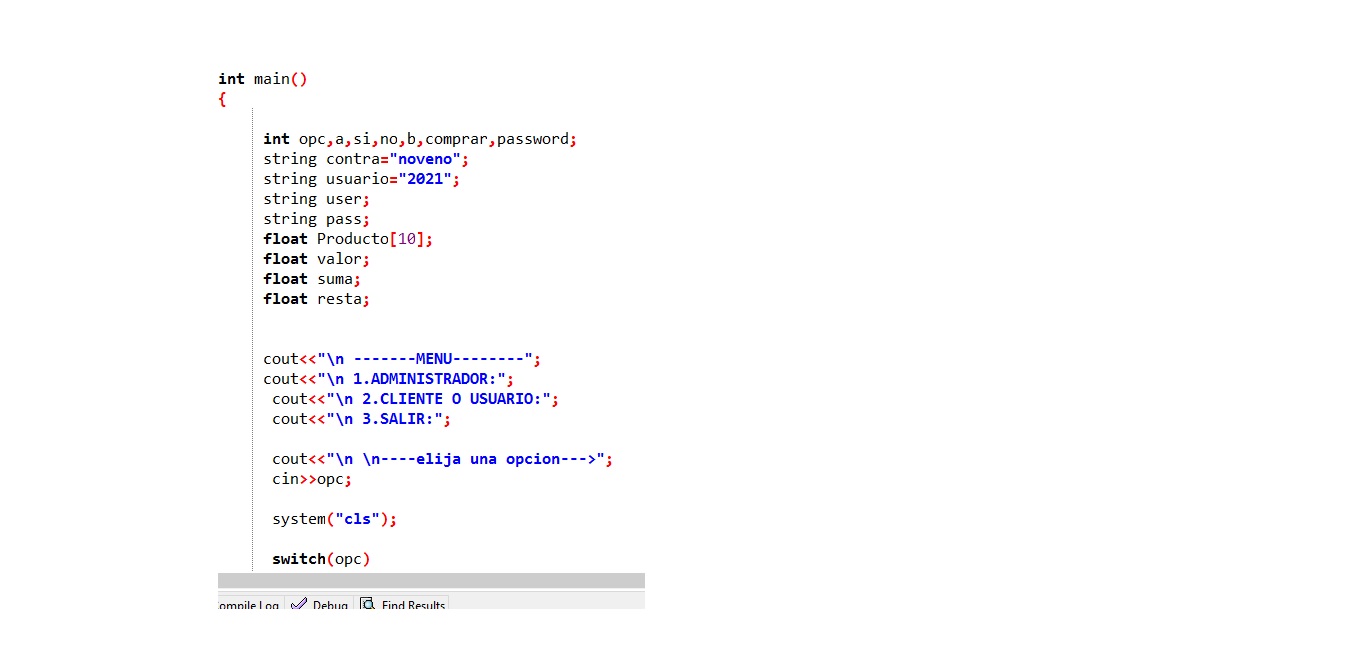 int main()
{
int opc,a,si,no,b,comprar,password;
string contra="noveno";
string usuario="2021";
string user;
string pass;
float Producto[10];
float valor;
float suma;
float resta;
cout<<"\n -------MENU--------";
cout<<"\n 1.ADMINISTRADOR:";
cout<<"\n 2.CLIENTE O USUARIO:";
cout<<"\n 3.SALIR:";
cout<<"\n \n----elija una opcion--->";
cin>>opc;
system("cls");
switch(opc)
ompile Log Debug Find Results